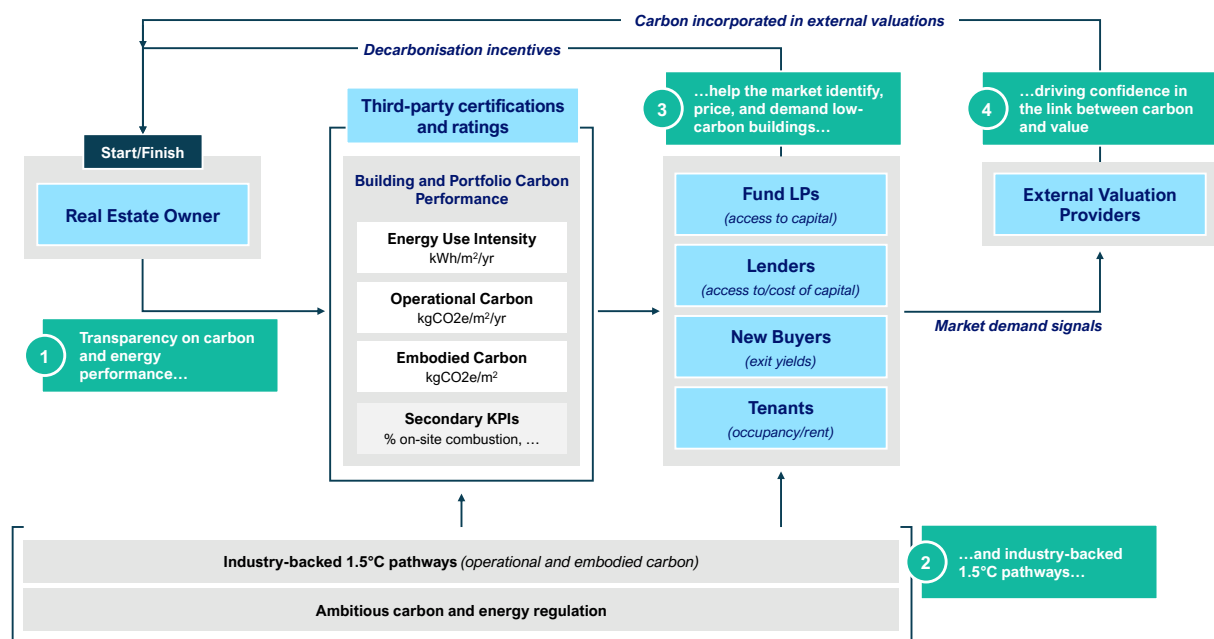 Carbon incorporated in external valuations
Decarbonisation incentives
Start/Finish
Real Estate Owner
1
Transparency on carbon
and energy
performance…
Third-party certifications
and ratings
Building and Portfolio Carbon
Performance
Energy Use Intensity
kWh/m²/yr
Operational Carbon
kgCO2e/m²/yr
Embodied Carbon
kgCO2e/m²
Secondary KPIs
% on-site combustion, …
3
…help the market identify,
price, and demand low-
carbon buildings…
Fund LPs
(access to capital)
Lenders
(access to/cost of capital)
New Buyers
(exit yields)
Tenants
(occupancy/rent)
4
…driving confidence in
the link between carbon
and value
External Valuation
Providers
Market demand signals
Industry-backed 1.5°C pathways (operational and embodied carbon)
Ambitious carbon and energy regulation
2
…and industry-backed
1.5°C pathways…